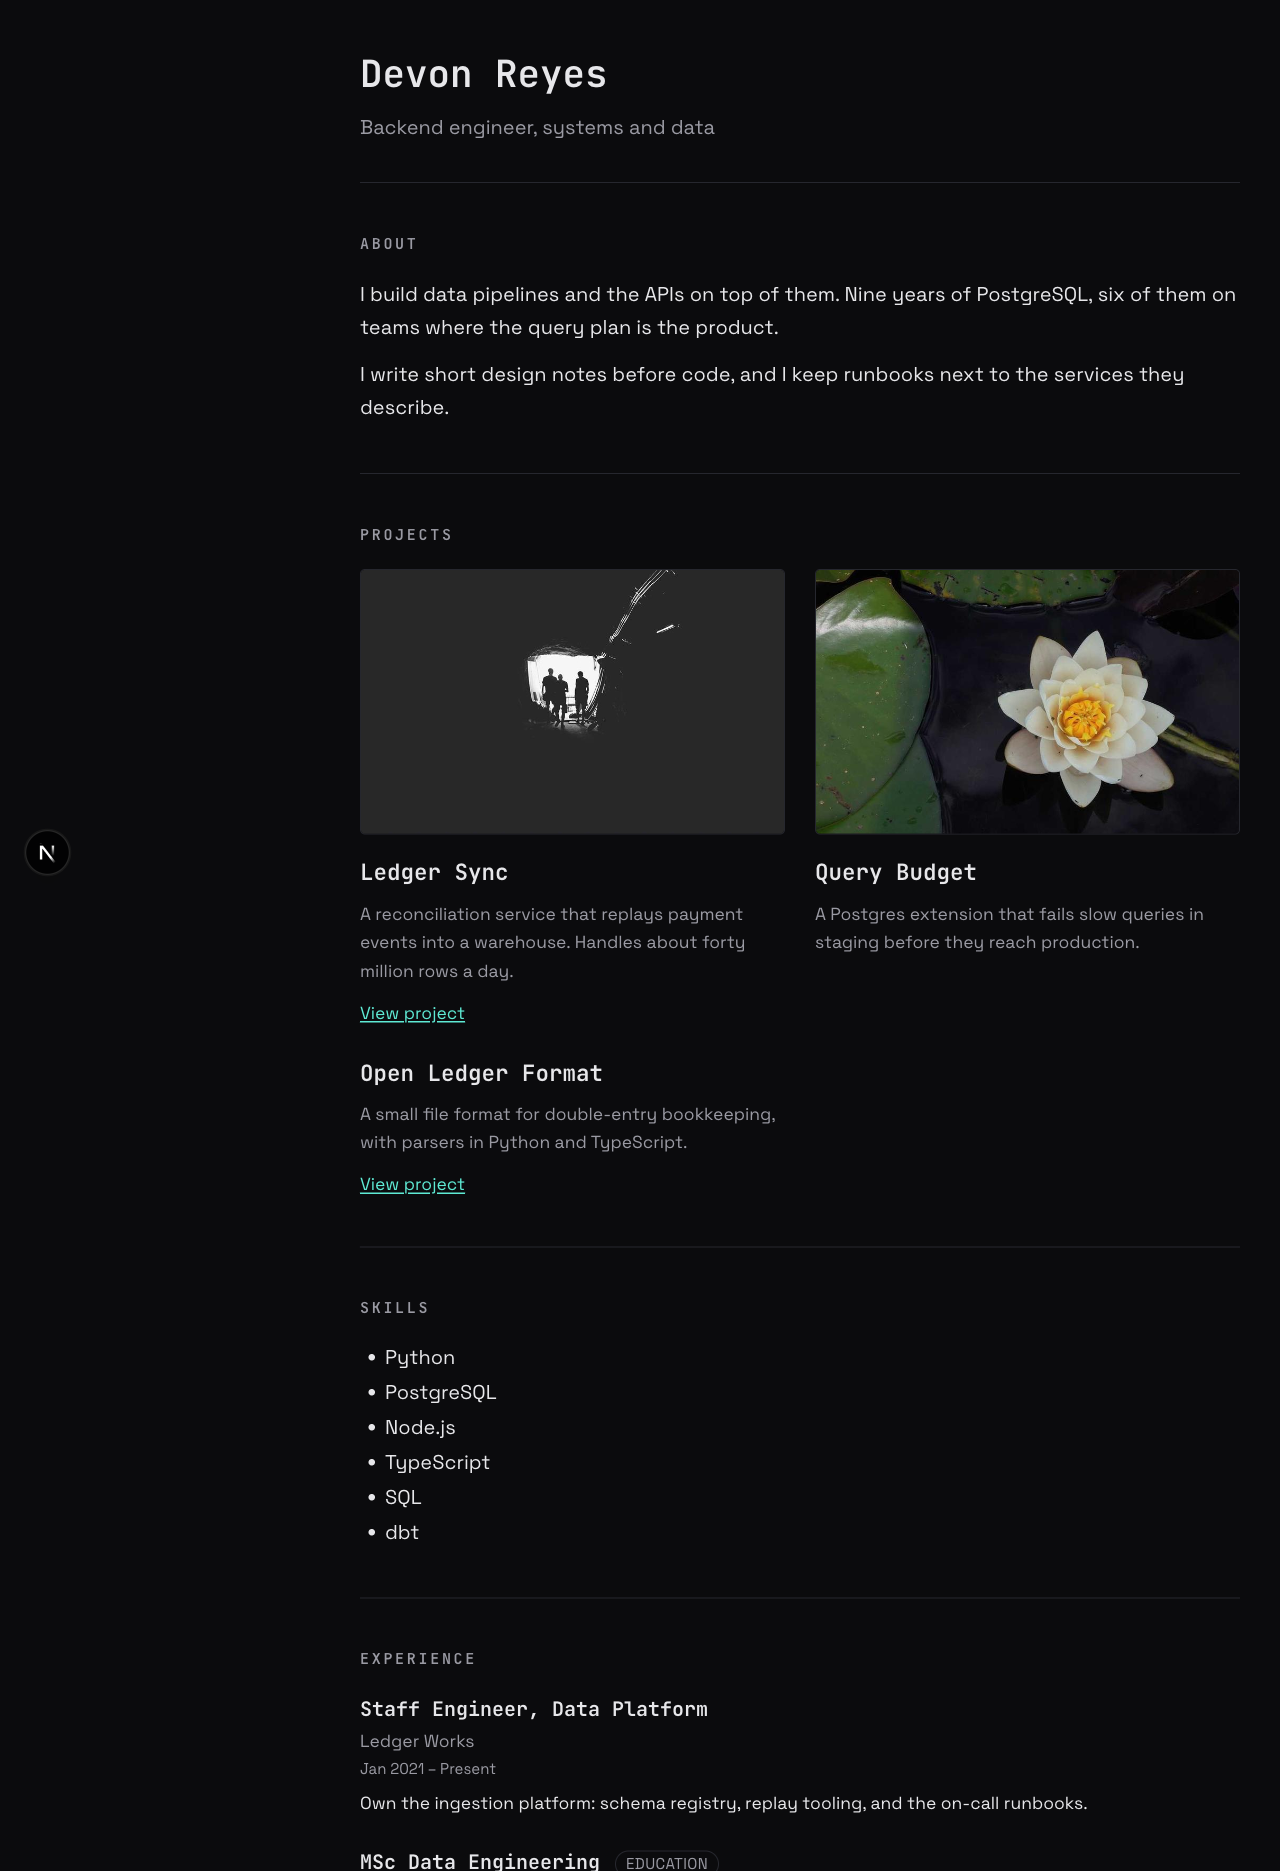 Devon Reyes
Backend engineer, systems and data
ABOUT
I build data pipelines and the APIs on top of them. Nine years of PostgreSQL, six of them on
teams where the query plan is the product.
I write short design notes before code, and I keep runbooks next to the services they
describe.
PROJECTS
N
Ledger Sync
A reconciliation service that replays payment
events into a warehouse. Handles about forty
million rows a day.
View project
Query Budget
A Postgres extension that fails slow queries in
staging before they reach production.
Open Ledger Format
A small file format for double-entry bookkeeping,
with parsers in Python and TypeScript.
View project
SKILLS
• Python
• PostgreSQL
• Node.js
• TypeScript
• SQL
• dbt
EXPERIENCE
Staff Engineer, Data Platform
Ledger Works
Jan 2021 – Present
Own the ingestion platform: schema registry, replay tooling, and the on-call runbooks.
MSc Data Engineering EDUCATION